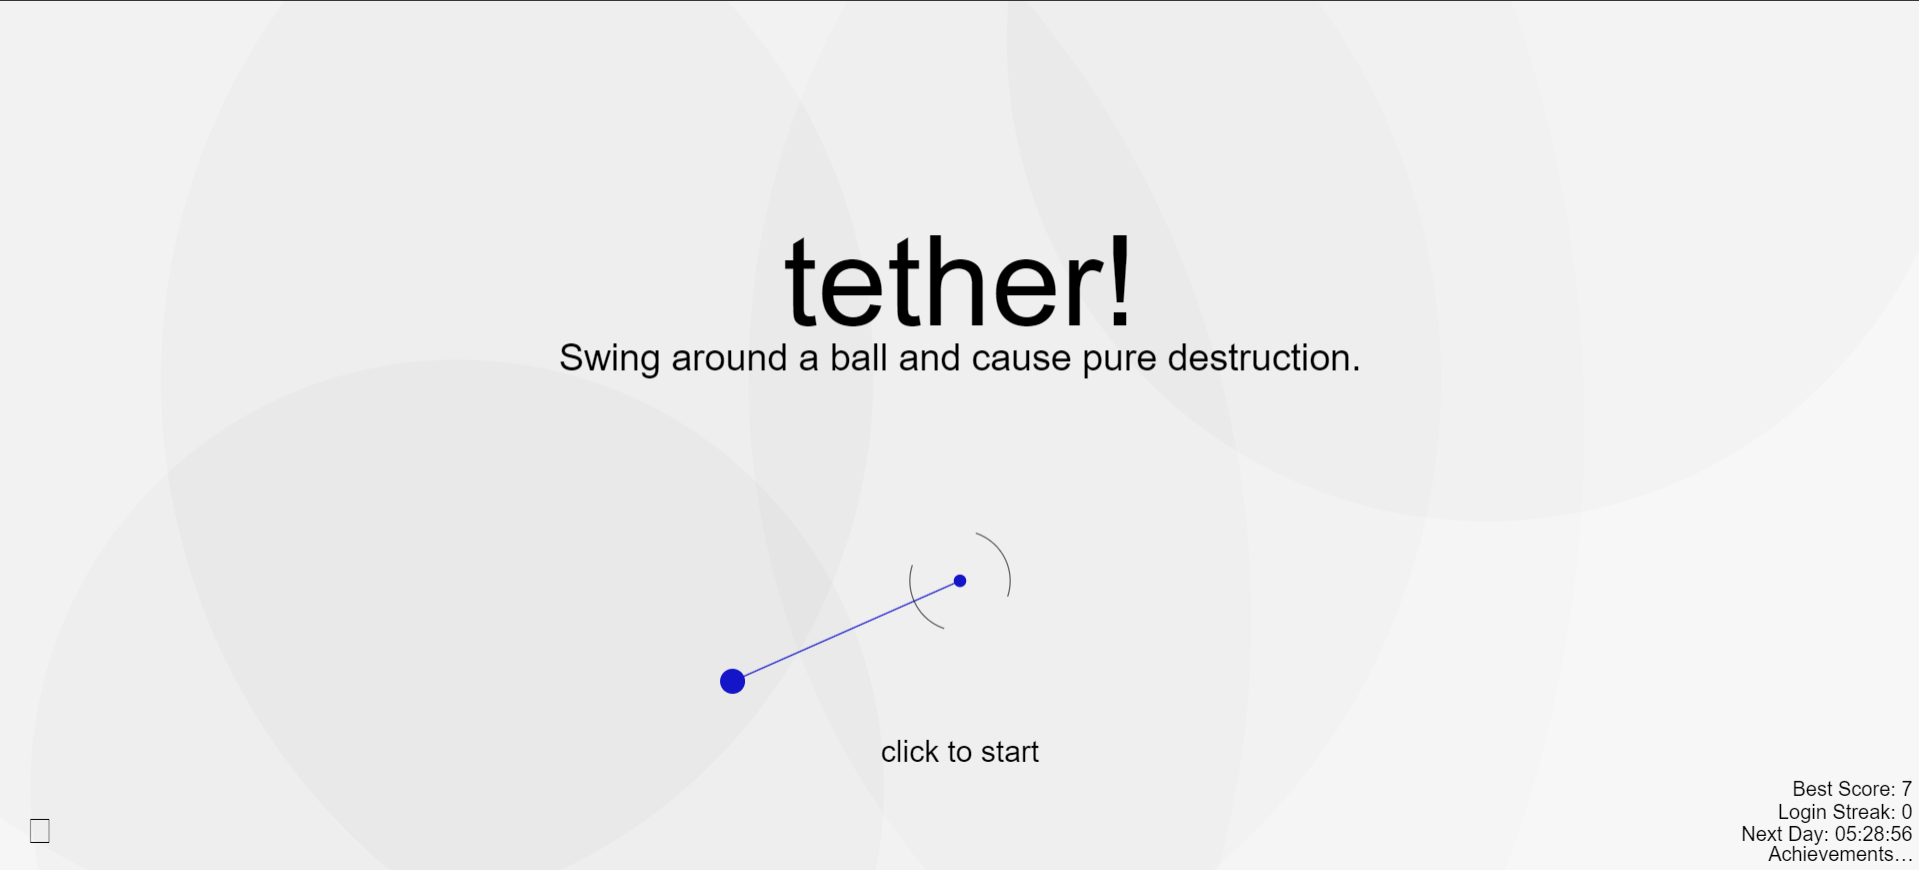 tether!
Swing around a ball and cause pure destruction.
click to start
Best Score: 7
Login Streak: 0
Next Day: 05:28:56
Achievements…